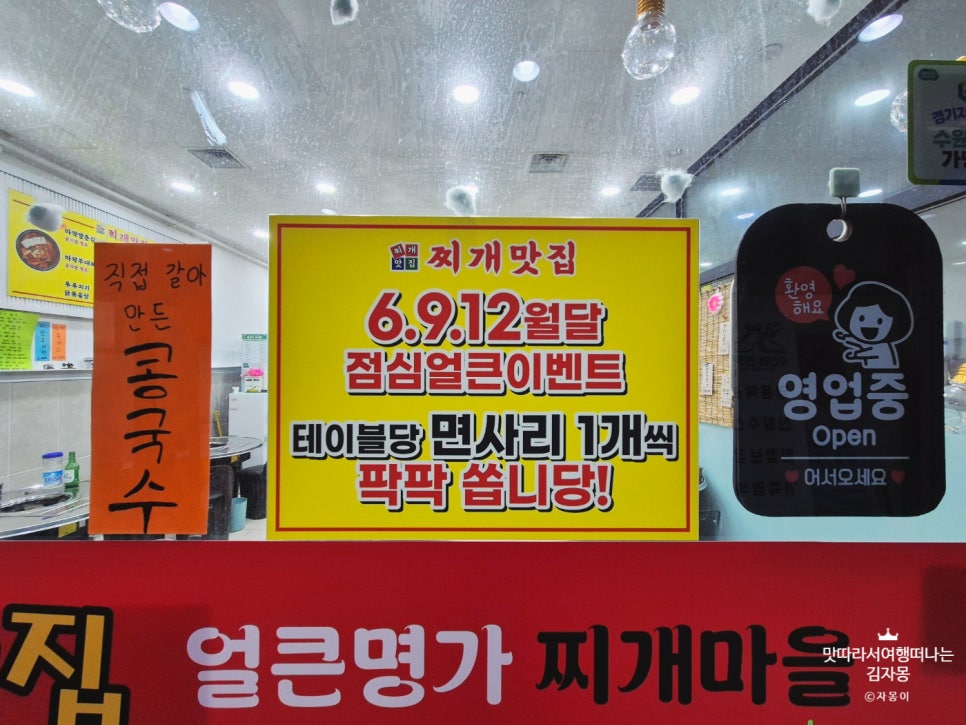 직접 갈아
만든
콩국수
찌개맛집
찌개맛집
6.9.12월달
점심얼큰이벤트
테이블당 면사리 1개씩
팍팍 쏩니당!
환영
해요
영업중
Open
어서오세요
집
얼큰명가 찌개마을
맛따라서여행떠나는
김자몽
©자몽이